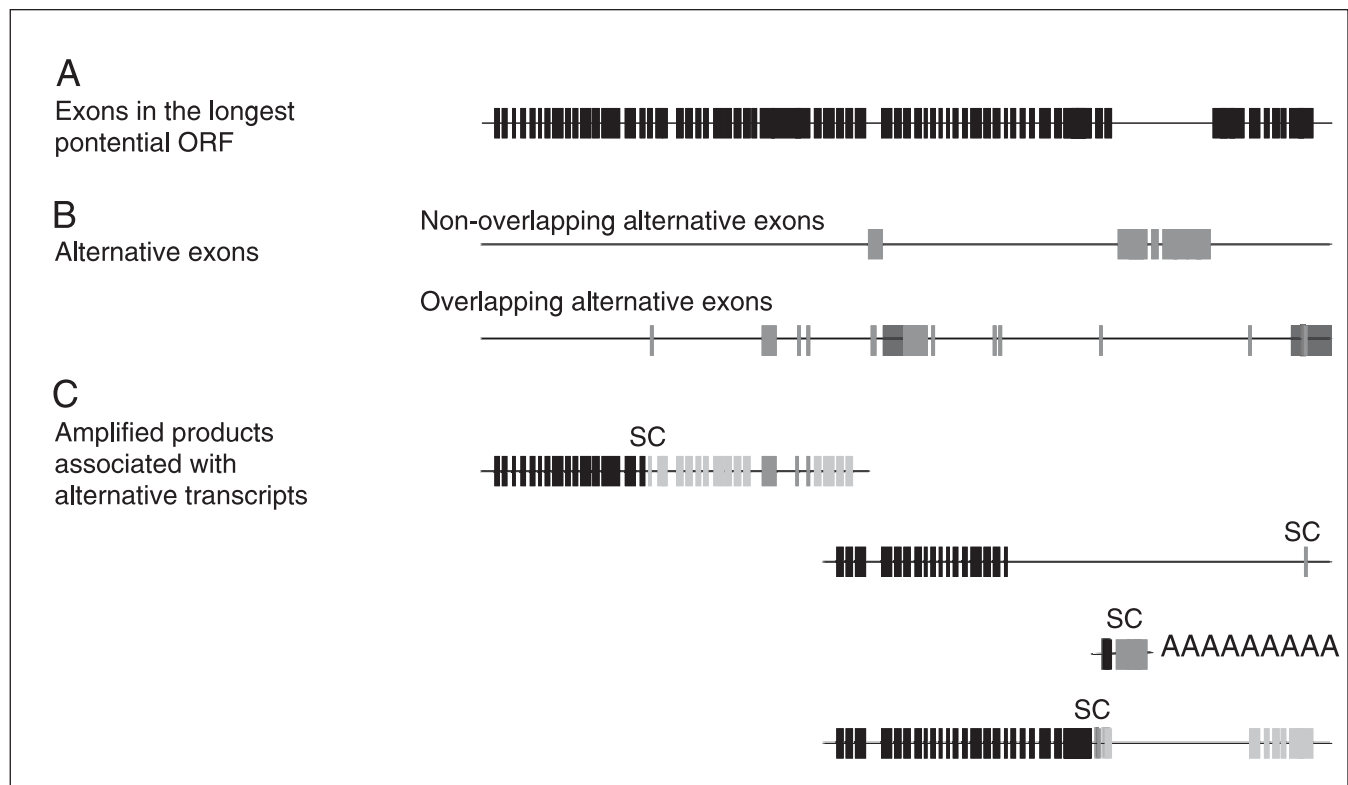 A
Exons in the longest
pontential ORF
B
Alternative exons
Non-overlapping alternative exons
Overlapping alternative exons
C
Amplified products
associated with
alternative transcripts
SC
SC
SC
AAAAAAAAA
SC